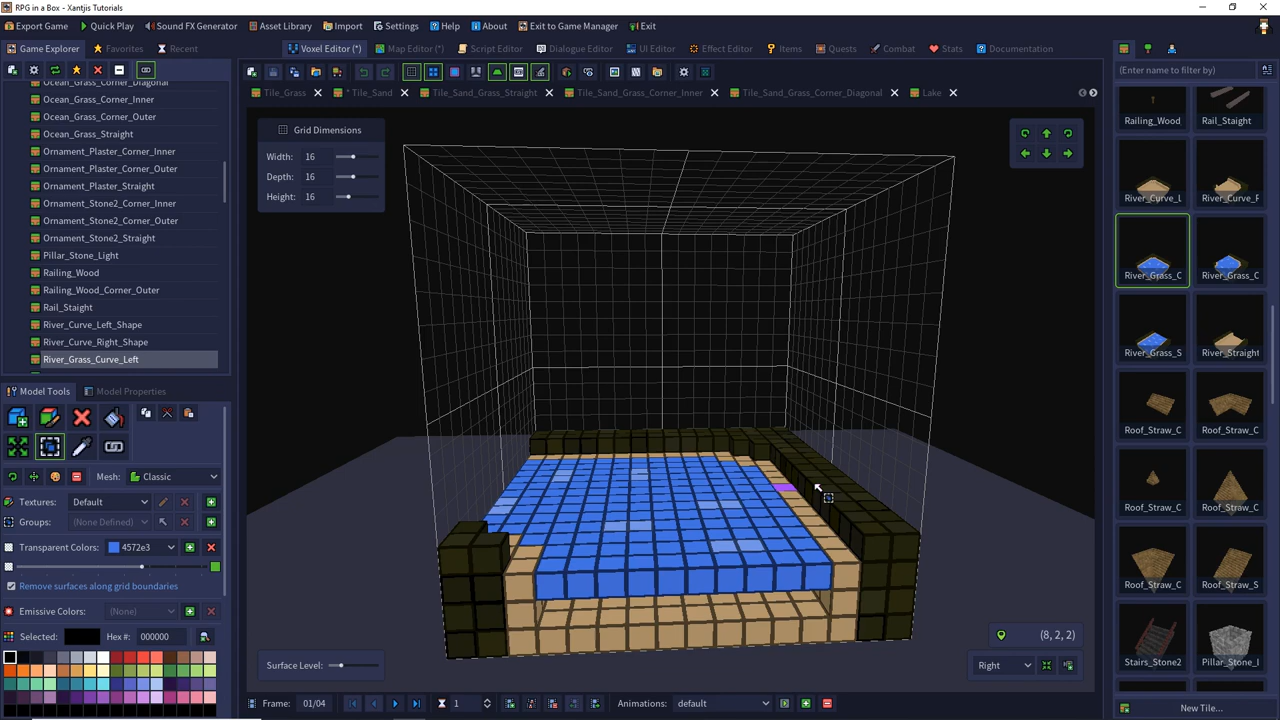 RPG in a Box - Xantjis Tutorials
Export Game Quick Play Sound FX Generator Asset Library Import Settings Help About Exit to Game Manager Exit
Game Explorer Favorites Recent Voxel Editor (*) Map Editor (*) Script Editor Dialogue Editor UI Editor Effect Editor Items Quests Combat Stats Documentation
(Enter name to filter by)
Tile_Grass * Tile_Sand Tile_Sand_Grass_Straight Tile_Sand_Grass_Corner_Inner Tile_Sand_Grass_Corner_Diagonal Lake
Ocean_Grass_Corner_Diagonal
Ocean_Grass_Corner_Inner
Ocean_Grass_Corner_Outer
Ocean_Grass_Straight
Ornament_Plaster_Corner_Inner
Ornament_Plaster_Corner_Outer
Ornament_Plaster_Straight
Ornament_Stone2_Corner_Inner
Ornament_Stone2_Corner_Outer
Ornament_Stone2_Straight
Pillar_Stone_Light
Railing_Wood
Railing_Wood_Corner_Outer
Rail_Staight
River_Curve_Left_Shape
River_Curve_Right_Shape
River_Grass_Curve_Left
Model Tools Model Properties
Mesh: Classic
Textures: Default
Groups: (None Defined)
Transparent Colors: 4572e3
Remove surfaces along grid boundaries
Emissive Colors: (None)
Selected: Hex #: 000000
Grid Dimensions
Width: 16
Depth: 16
Height: 16
(8, 2, 2)
Surface Level:
Right
Frame: 01/04 1 Animations: default
Railing_Wood Rail_Staight
River_Curve_L River_Curve_R
River_Grass_C River_Grass_C
River_Grass_S River_Straight
Roof_Straw_C Roof_Straw_C
Roof_Straw_C Roof_Straw_C
Roof_Straw_C Roof_Straw_S
Stairs_Stone2 Pillar_Stone_l
New Tile...